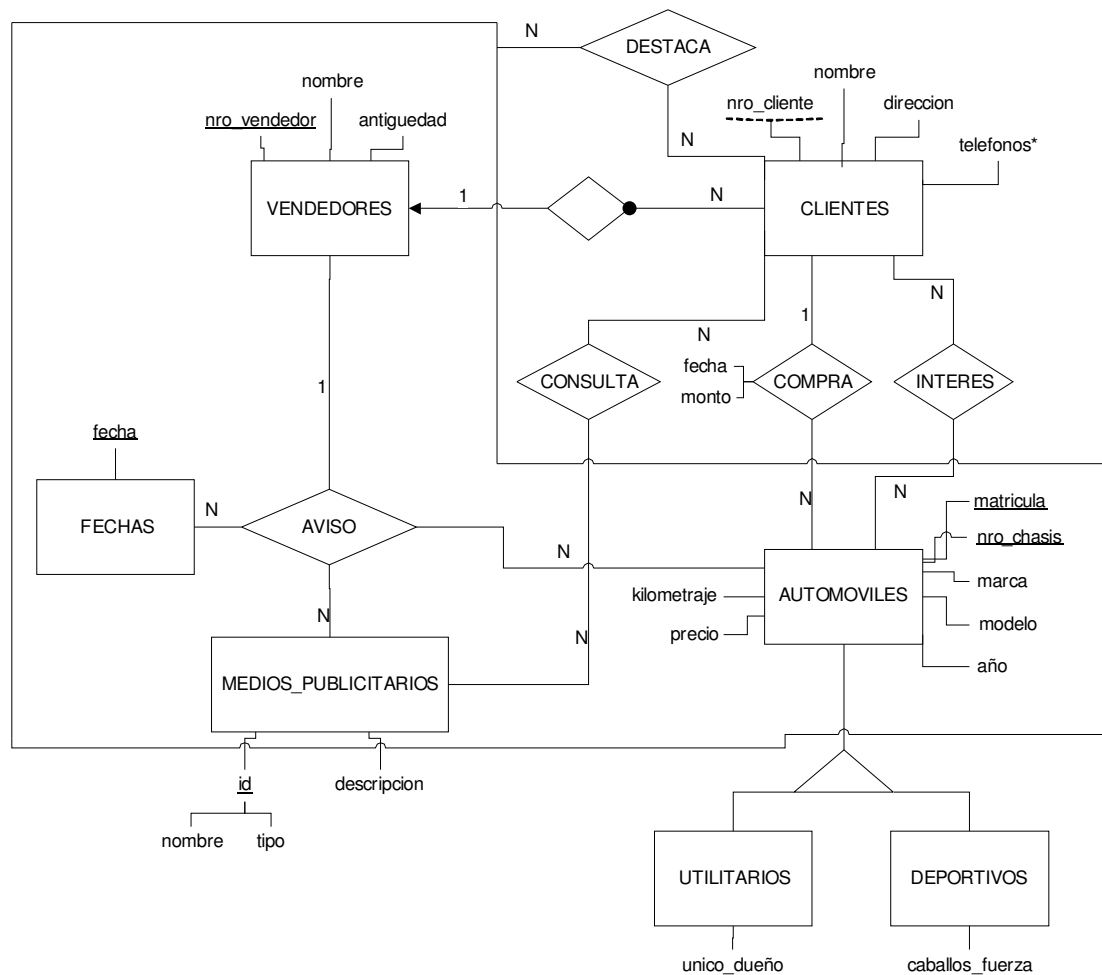 N
DESTACA
nombre
nombre
nro_cliente
direccion
nro_vendedor
antiguedad
N
telefonos*
VENDEDORES
1
N
CLIENTES
N
N
1
fecha
CONSULTA
COMPRA
INTERES
monto
1
fecha
N
N
matricula
FECHAS
N
AVISO
nro_chasis
N
marca
kilometraje
AUTOMOVILES
modelo
N
N
precio
año
MEDIOS_PUBLICITARIOS
id
descripcion
nombre
tipo
UTILITARIOS
DEPORTIVOS
unico_dueño
caballos_fuerza